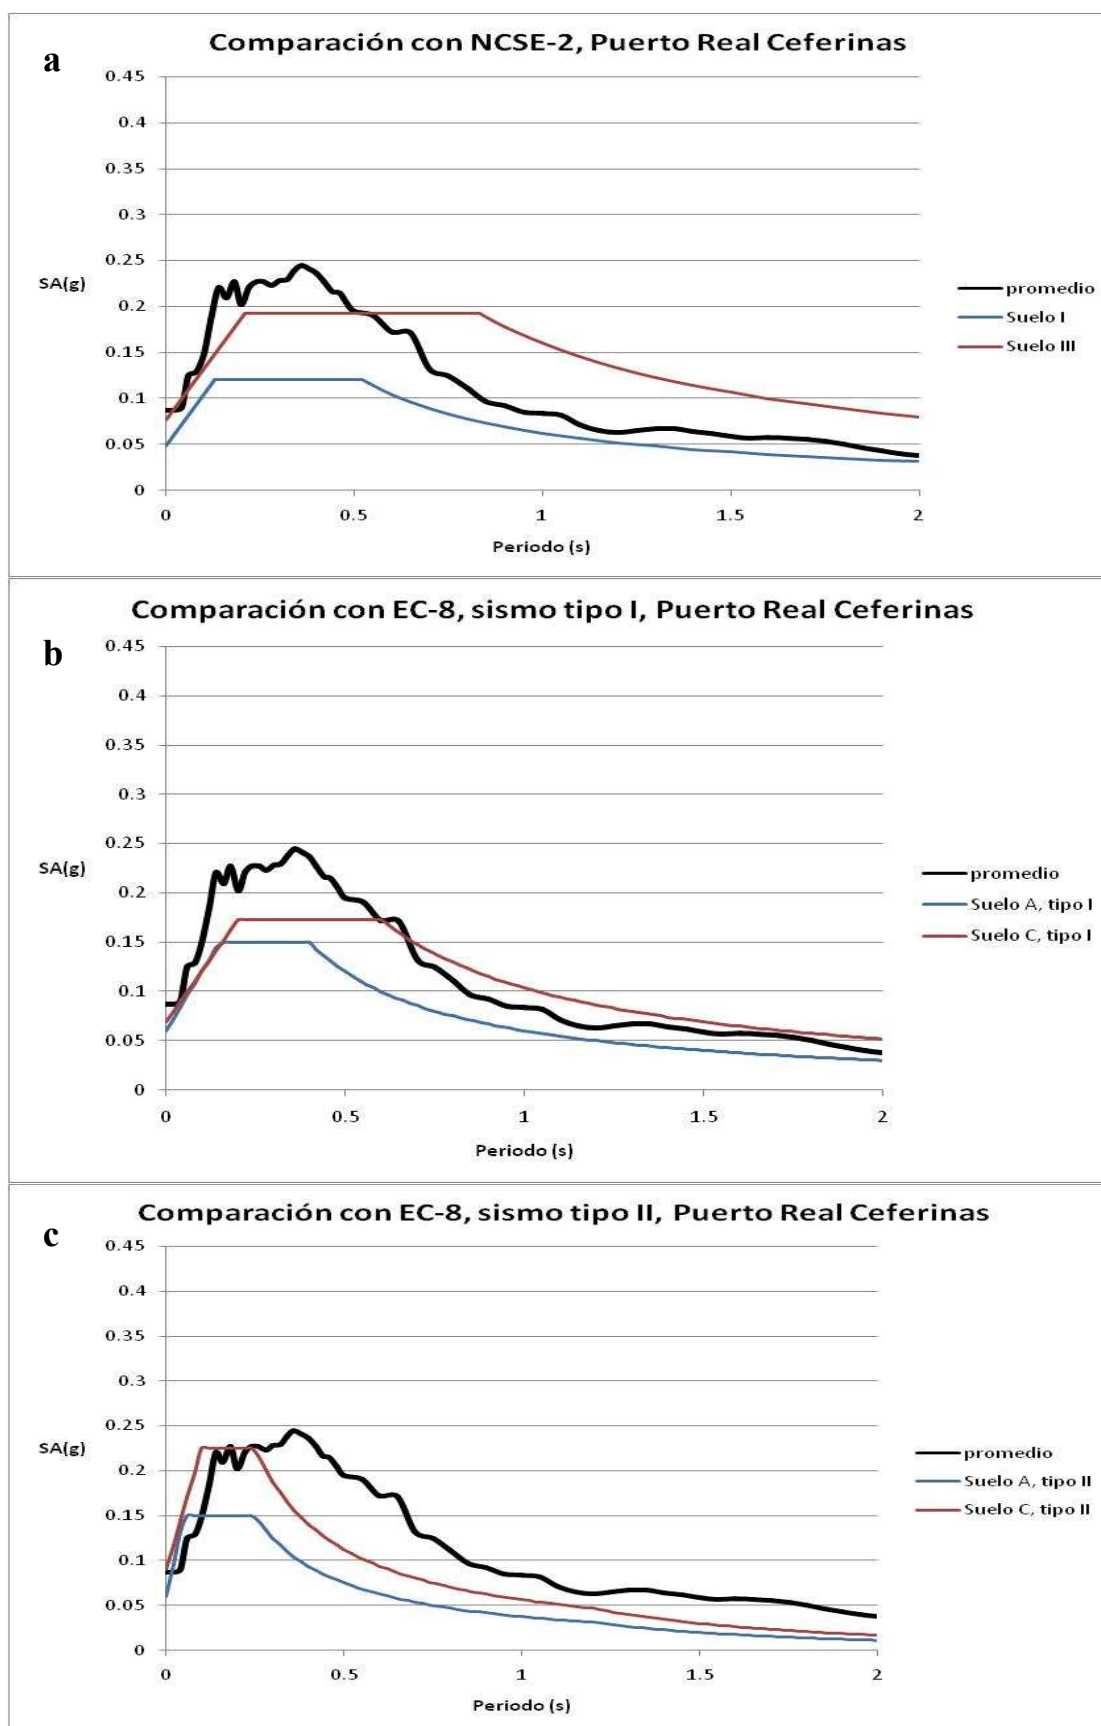 a
Comparación con NCSE-2, Puerto Real Ceferinas
0.45
0.4
0.35
0.3
0.25
SA(g)
0.2
0.15
0.1
0.05
0
0 0.5 1 1.5 2
Periodo (s)
promedio
Suelo I
Suelo III
b
Comparación con EC-8, sismo tipo I, Puerto Real Ceferinas
0.45
0.4
0.35
0.3
0.25
SA(g)
0.2
0.15
0.1
0.05
0
0 0.5 1 1.5 2
Periodo (s)
promedio
Suelo A, tipo I
Suelo C, tipo I
c
Comparación con EC-8, sismo tipo II, Puerto Real Ceferinas
0.45
0.4
0.35
0.3
0.25
SA(g)
0.2
0.15
0.1
0.05
0
0 0.5 1 1.5 2
Periodo (s)
promedio
Suelo A, tipo II
Suelo C, tipo II